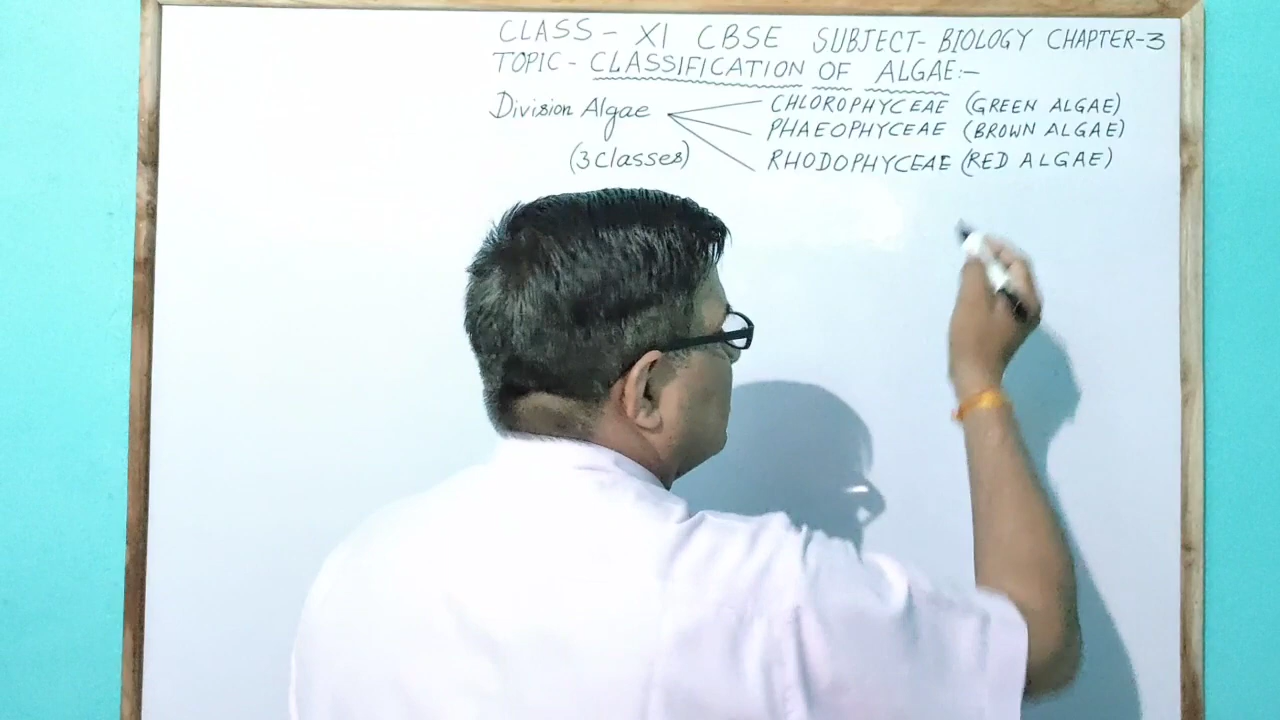 CLASS - XI CBSE SUBJECT- BIOLOGY CHAPTER-3
TOPIC - CLASSIFICATION OF ALGAE:-
Division Algae
(3 Classes)
CHLOROPHYCEAE (GREEN ALGAE)
PHAEOPHYCEAE (BROWN ALGAE)
RHODOPHYCEAE (RED ALGAE)